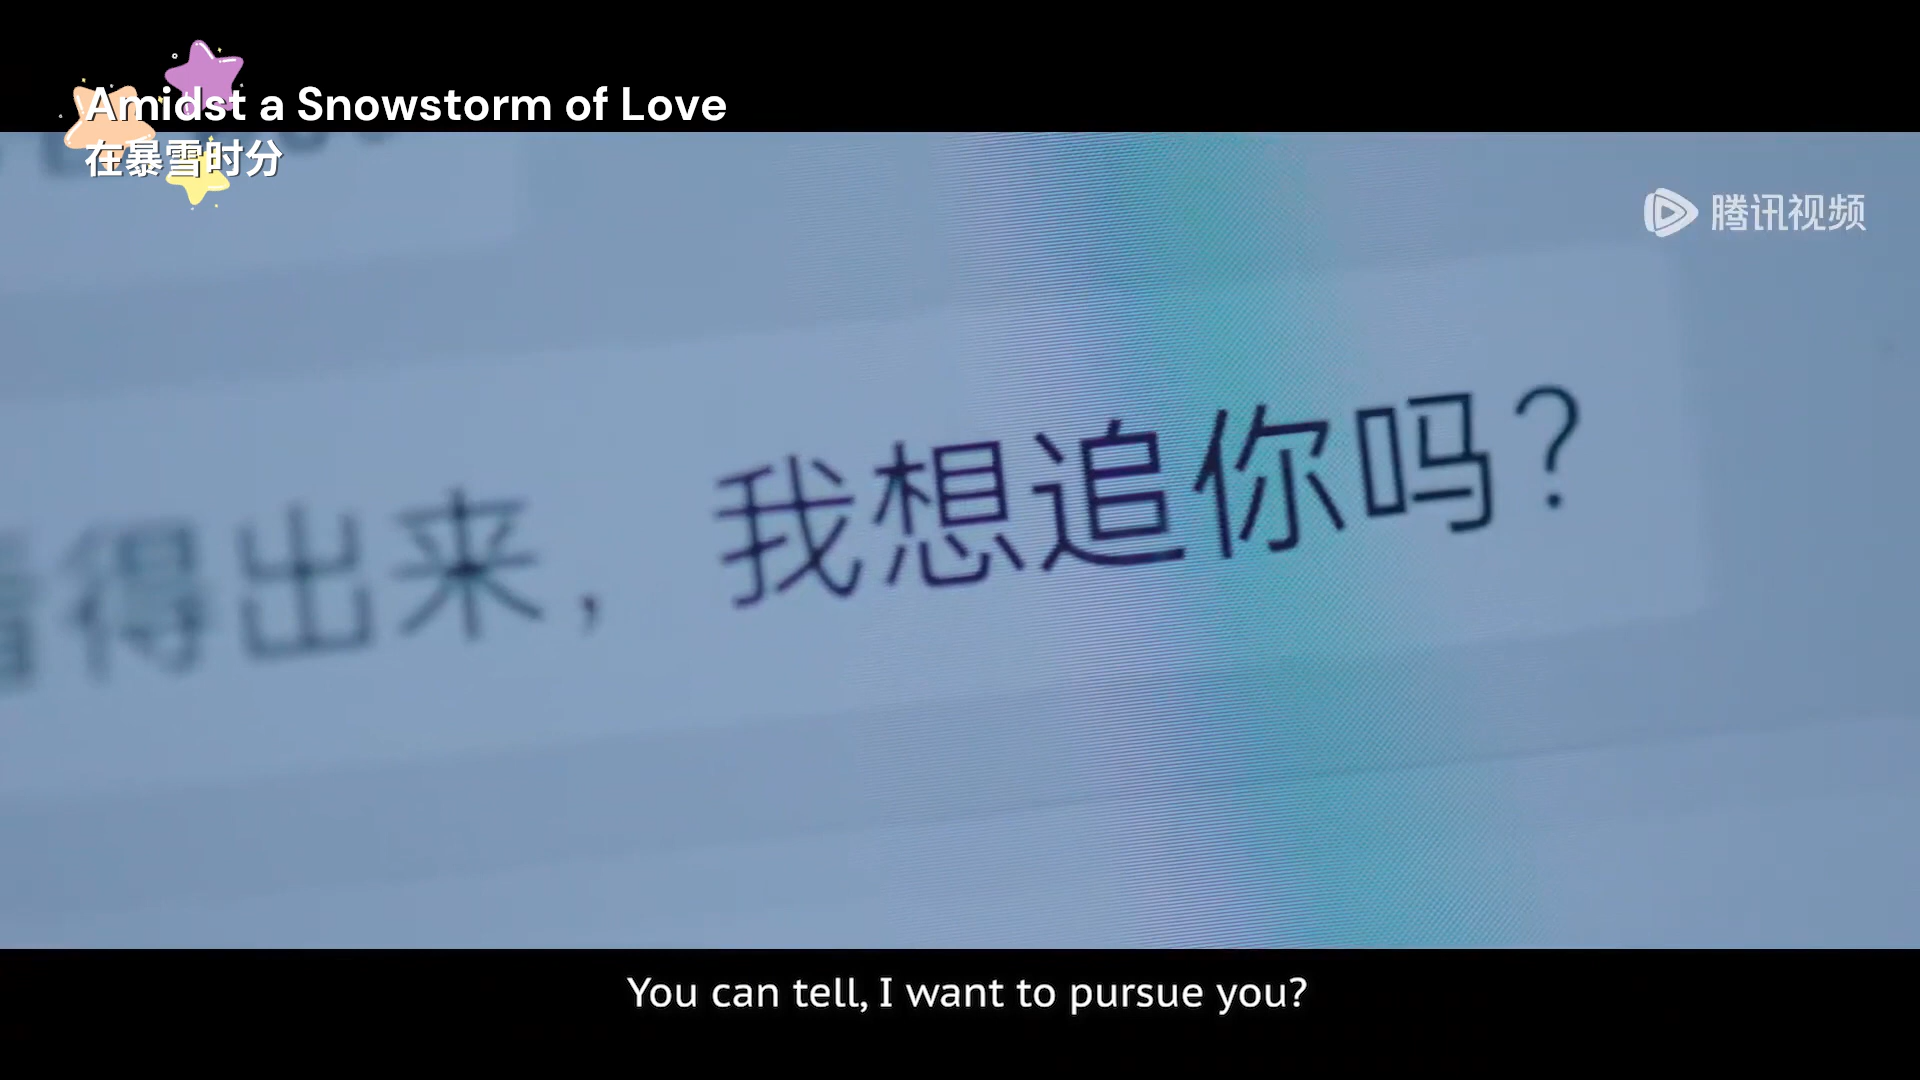 Amidst a Snowstorm of Love
在暴雪时分
腾讯视频
得出来，我想追你吗？
You can tell, I want to pursue you?